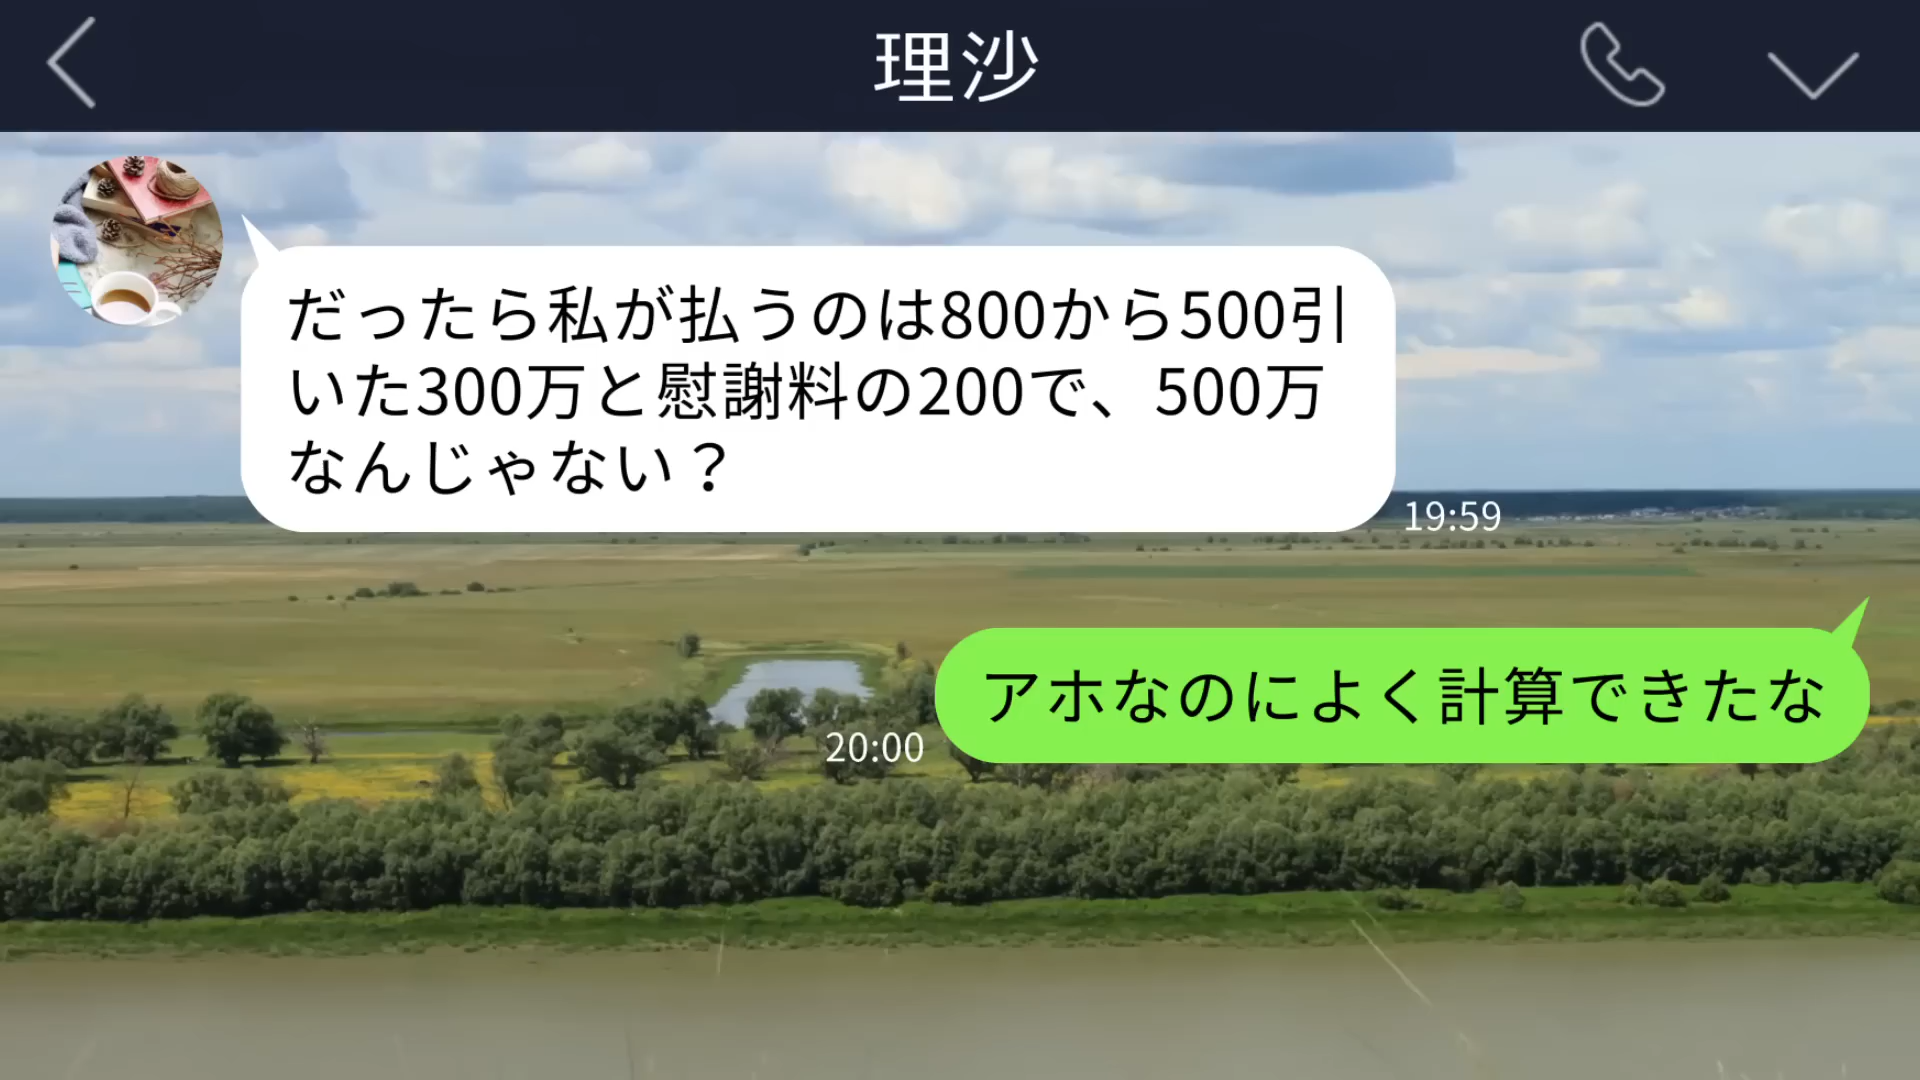 理沙
だったら私が払うのは800から500引
いた300万と慰謝料の200で、500万
なんじゃない？
19:59
アホなのによく計算できたな
20:00